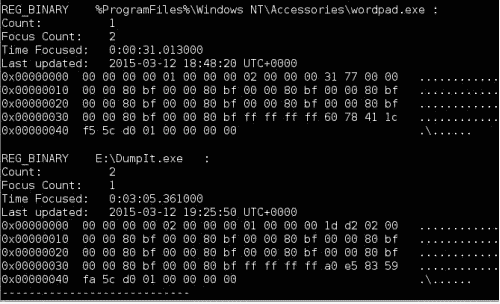 REG_BINARY    %ProgramFiles%\Windows NT\Accessories\wordpad.exe :
Count:          1
Focus Count:    2
Time Focused:   0:00:31.013000
Last updated:   2015-03-12 18:48:20 UTC+0000
0x00000000  00 00 00 00 01 00 00 00 02 00 00 00 31 77 00 00   ............
0x00000010  00 00 80 bf 00 00 80 bf 00 00 80 bf 00 00 80 bf   ............
0x00000020  00 00 80 bf 00 00 80 bf 00 00 80 bf 00 00 80 bf   ............
0x00000030  00 00 80 bf 00 00 80 bf ff ff ff ff 60 78 41 1c   ............
0x00000040  f5 5c d0 01 00 00 00 00                           .\......
REG_BINARY    E:\DumpIt.exe   :
Count:          2
Focus Count:    1
Time Focused:   0:03:05.361000
Last updated:   2015-03-12 19:25:50 UTC+0000
0x00000000  00 00 00 00 02 00 00 00 01 00 00 00 1d d2 02 00   ............
0x00000010  00 00 80 bf 00 00 80 bf 00 00 80 bf 00 00 80 bf   ............
0x00000020  00 00 80 bf 00 00 80 bf 00 00 80 bf 00 00 80 bf   ............
0x00000030  00 00 80 bf 00 00 80 bf ff ff ff ff a0 e5 83 59   ............
0x00000040  fa 5c d0 01 00 00 00 00                           .\......
---------------------------